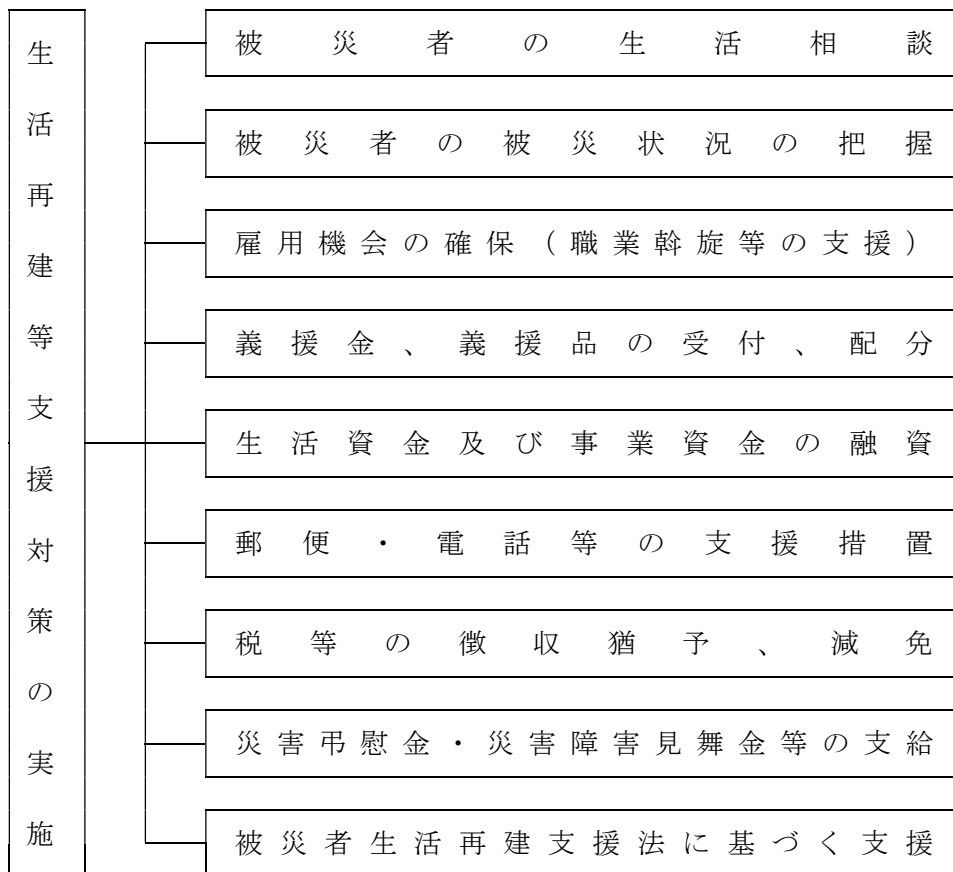 生活再建等支援対策の実施
被災者の生活相談
被災者の被災状況の把握
雇用機会の確保（職業斡旋等の支援）
義援金、義援品の受付、配分
生活資金及び事業資金の融資
郵便・電話等の支援措置
税等の徴収猶予、減免
災害弔慰金・災害障害見舞金等の支給
被災者生活再建支援法に基づく支援